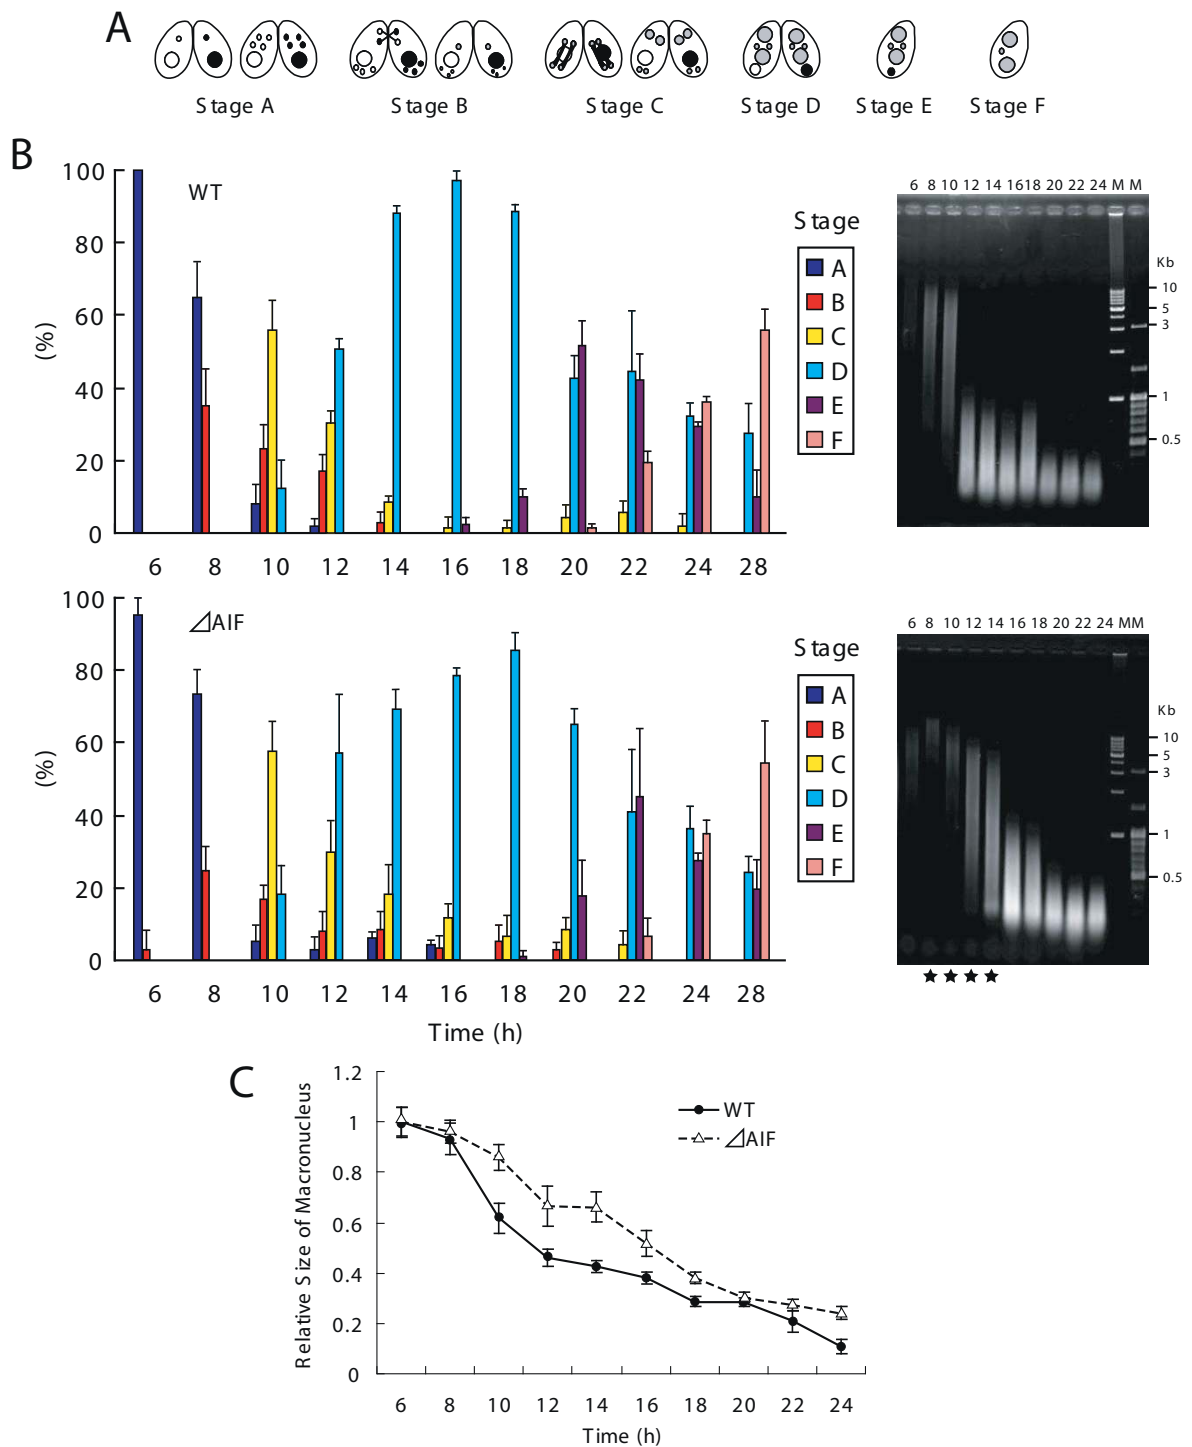 A
Stage A
Stage B
Stage C
Stage D
Stage E
Stage F
B
WT
(%)
100
80
60
40
20
0
6 8 10 12 14 16 18 20 22 24 28
Stage
A
B
C
D
E
F
6 8 10 12 14 16 18 20 22 24 M M
Kb
10
5
3
1
0.5
⊿AIF
(%)
100
80
60
40
20
0
6 8 10 12 14 16 18 20 22 24 28
Time (h)
Stage
A
B
C
D
E
F
6 8 10 12 14 16 18 20 22 24 M M
Kb
10
5
3
1
0.5
★ ★ ★ ★
C
Relative Size of Macronucleus
1.2
1
0.8
0.6
0.4
0.2
0
WT
⊿AIF
6 8 10 12 14 16 18 20 22 24
Time (h)